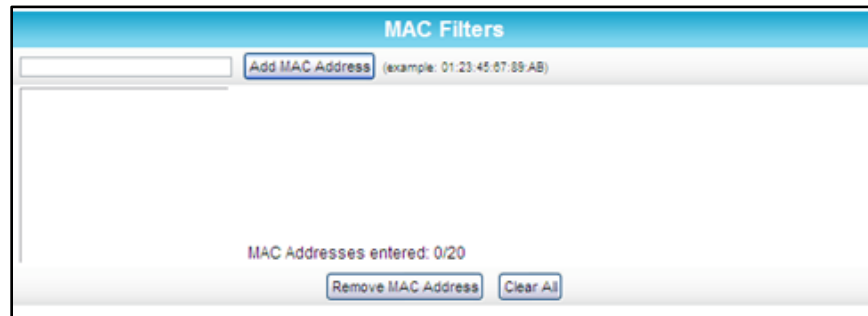 MAC Filters
Add MAC Address (example: 01:23:45:67:89:AB)
MAC Addresses entered: 0/20
Remove MAC Address Clear All